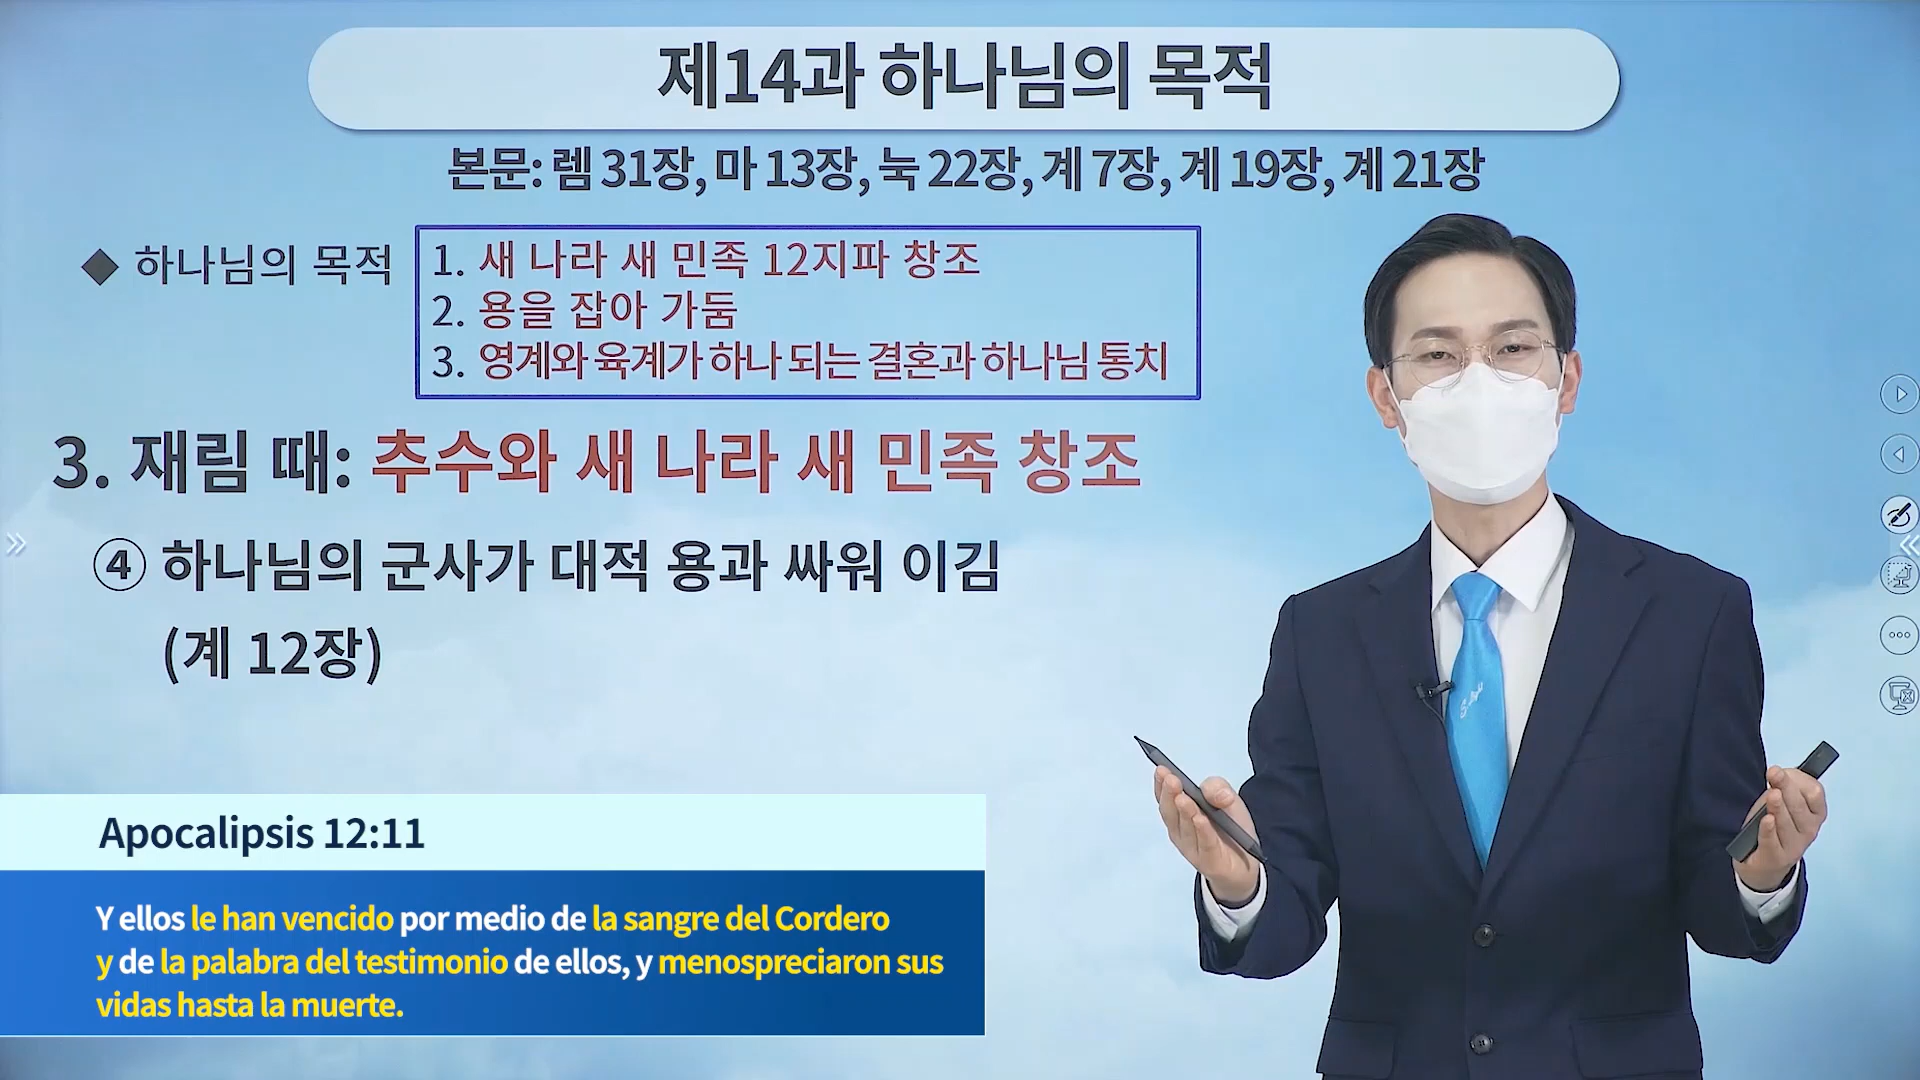 제14과 하나님의 목적
본문: 렘 31장, 마 13장, 눅 22장, 계 7장, 계 19장, 계 21장
◆ 하나님의 목적
1. 새 나라 새 민족 12지파 창조
2. 용을 잡아 가둠
3. 영계와 육계가 하나 되는 결혼과 하나님 통치
3. 재림 때: 추수와 새 나라 새 민족 창조
④ 하나님의 군사가 대적 용과 싸워 이김
(계 12장)
Apocalipsis 12:11
Y ellos le han vencido por medio de la sangre del Cordero
y de la palabra del testimonio de ellos, y menospreciaron sus
vidas hasta la muerte.